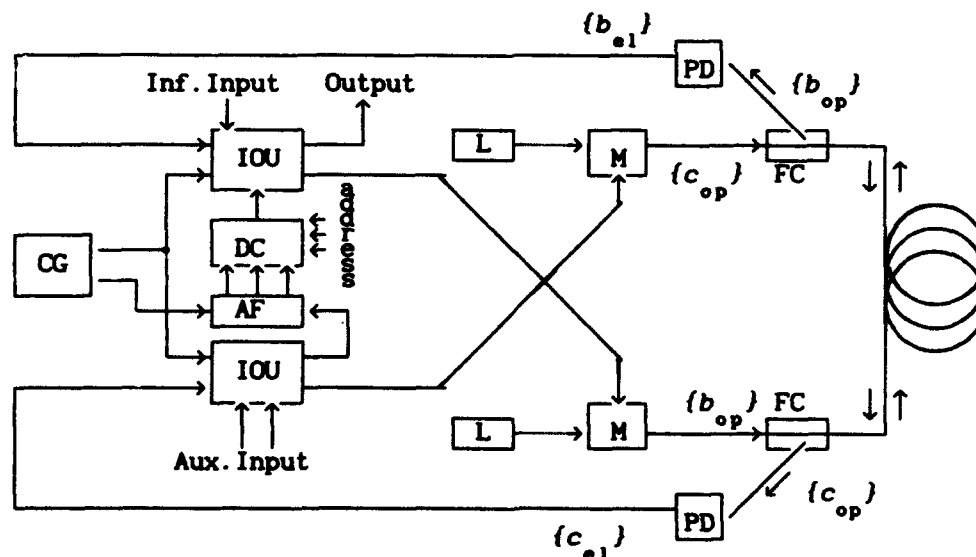 {b_el}
PD
{b_op}
Inf. Input
Output
L
M
IOU
{c_op}
FC
Address
DC
CG
AF
IOU
L
M
{b_op}
FC
Aux. Input
{c_op}
PD
{c_el}